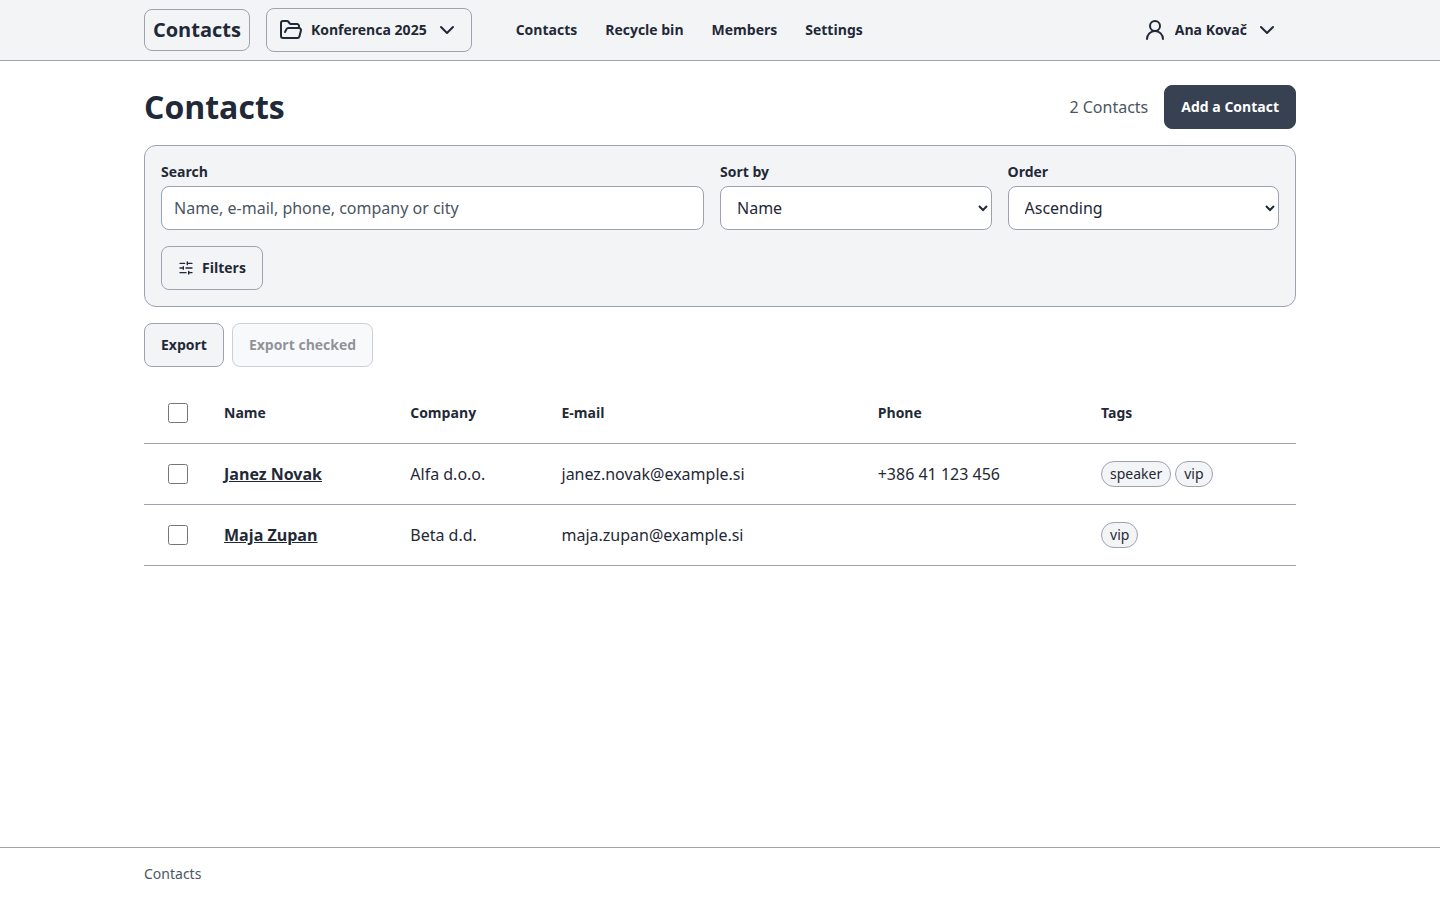 Contacts Konferenca 2025 Contacts Recycle bin Members Settings Ana Kovač
Contacts
2 Contacts Add a Contact
Search Sort by Order
Name, e-mail, phone, company or city Name Ascending
Filters
Export Export checked
Name Company E-mail Phone Tags
Janez Novak Alfa d.o.o. janez.novak@example.si +386 41 123 456 speaker vip
Maja Zupan Beta d.d. maja.zupan@example.si vip
Contacts